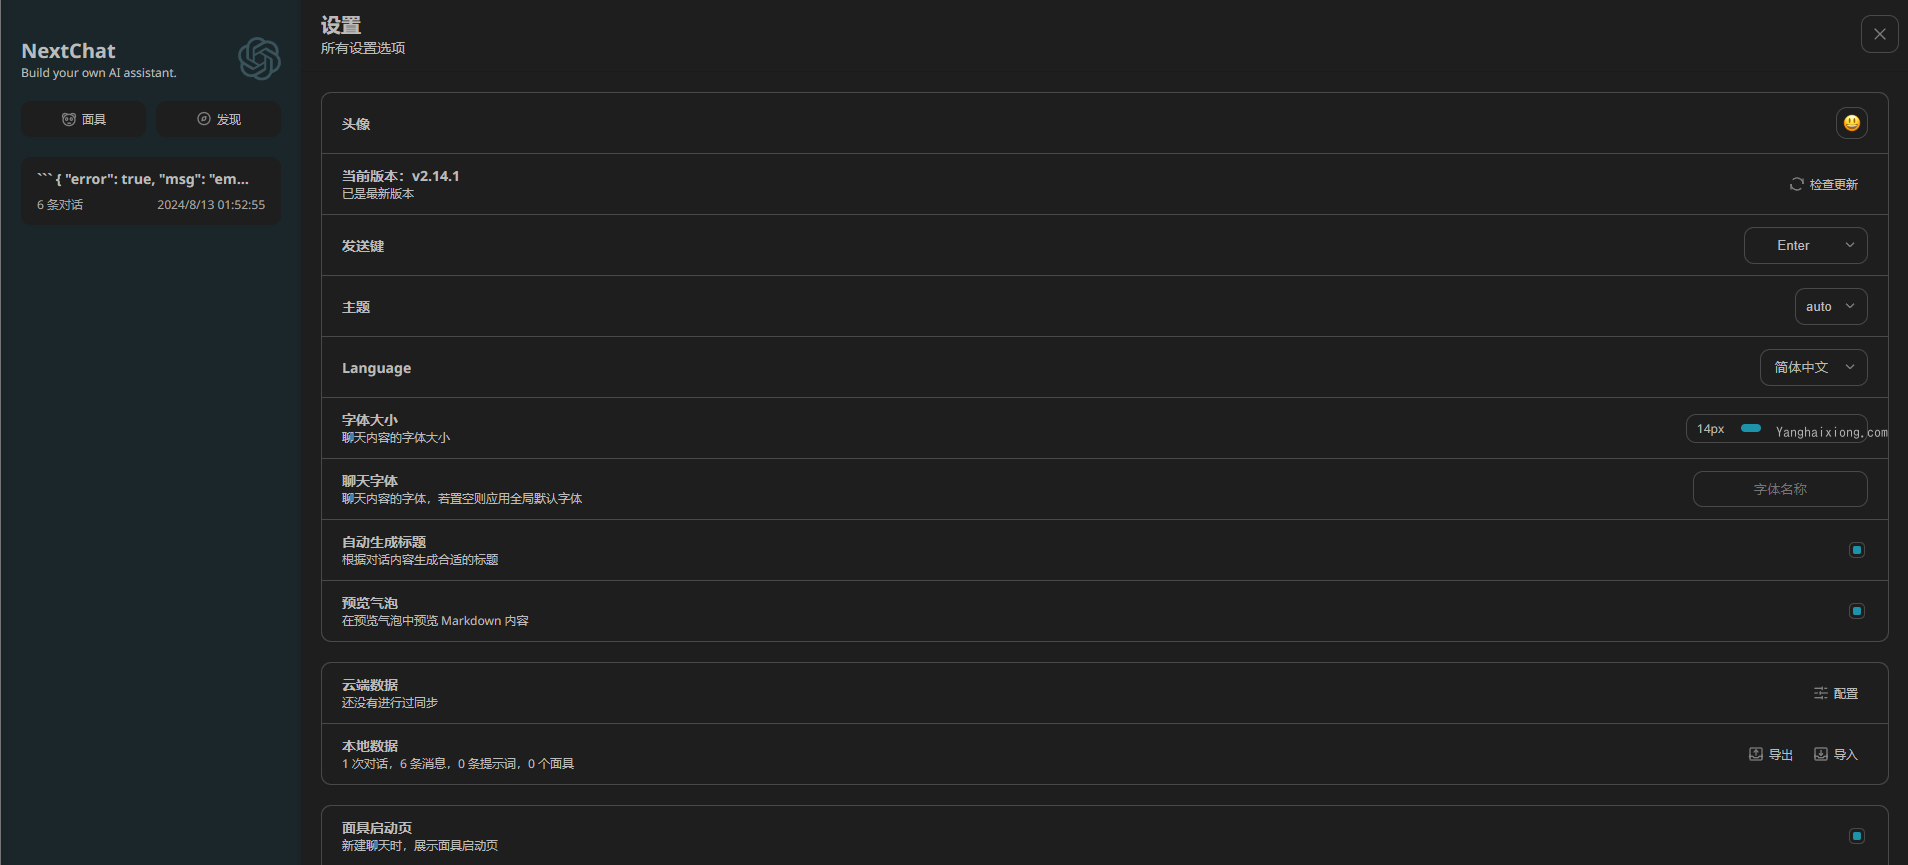 NextChat
Build your own AI assistant.
面具
发现
``` { "error": true, "msg": "em...
6 条对话
2024/8/13 01:52:55
设置
所有设置选项
头像
当前版本：v2.14.1
已是最新版本
检查更新
发送键
Enter
主题
auto
Language
简体中文
字体大小
聊天内容的字体大小
14px
Yanghaixiong.com
聊天字体
聊天内容的字体，若置空则应用全局默认字体
字体名称
自动生成标题
根据对话内容生成合适的标题
预览气泡
在预览气泡中预览 Markdown 内容
云端数据
还没有进行过同步
配置
本地数据
1 次对话，6 条消息，0 条提示词，0 个面具
导出
导入
面具启动页
新建聊天时，展示面具启动页